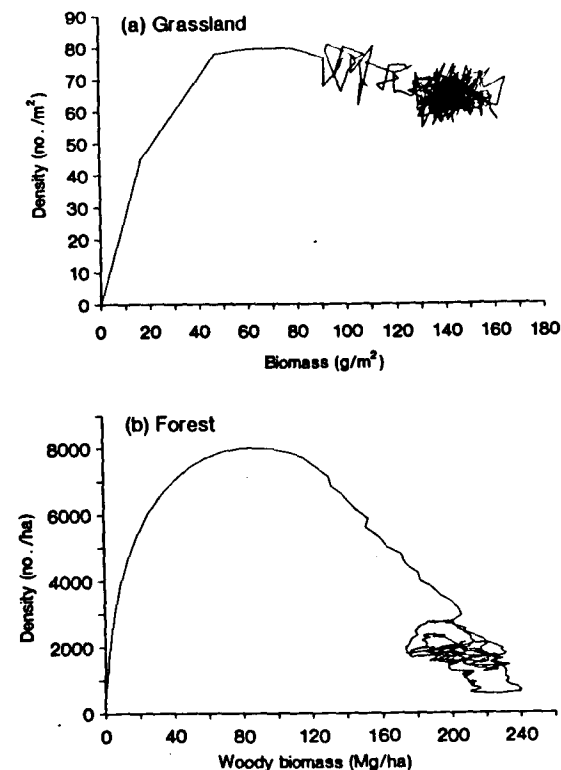 (a) Grassland
90
80
70
60
50
40
30
20
10
0
Density (no./m²)
0 20 40 60 80 100 120 140 160 180
Biomass (g/m²)
(b) Forest
8000
6000
4000
2000
0
Density (no./ha)
0 40 80 120 160 200 240
Woody biomass (Mg/ha)